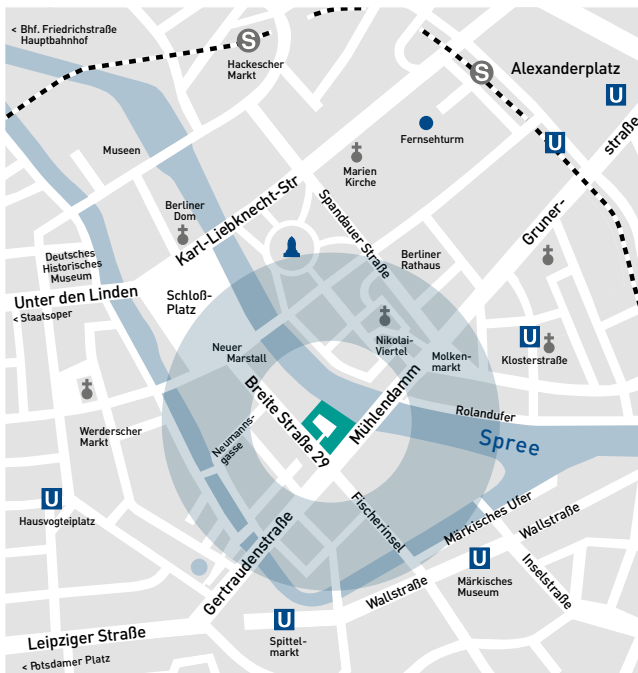 < Bhf. Friedrichstraße
Hauptbahnhof
S
Hackescher
Markt
S
Alexanderplatz
U
U
Fernsehturm
Museen
Marien
Kirche
Gruner-
straße
Berliner
Dom
Karl-Liebknecht-Str
Spandauer Straße
Berliner
Rathaus
Deutsches
Historisches
Museum
Unter den Linden
< Staatsoper
Schloß-
Platz
Neuer
Marstall
Nikolai-
Viertel
Molken-
markt
U
Klosterstraße
Breite Straße 29
Mühlendamm
Rolandufer
Spree
Werderscher
Markt
Neumanns-
gasse
U
Hausvogteiplatz
Fischerinsel
Märkisches Ufer
Wallstraße
Gertraudenstraße
U
Märkisches
Museum
Inselstraße
Wallstraße
U
Spittel-
markt
Leipziger Straße
< Potsdamer Platz